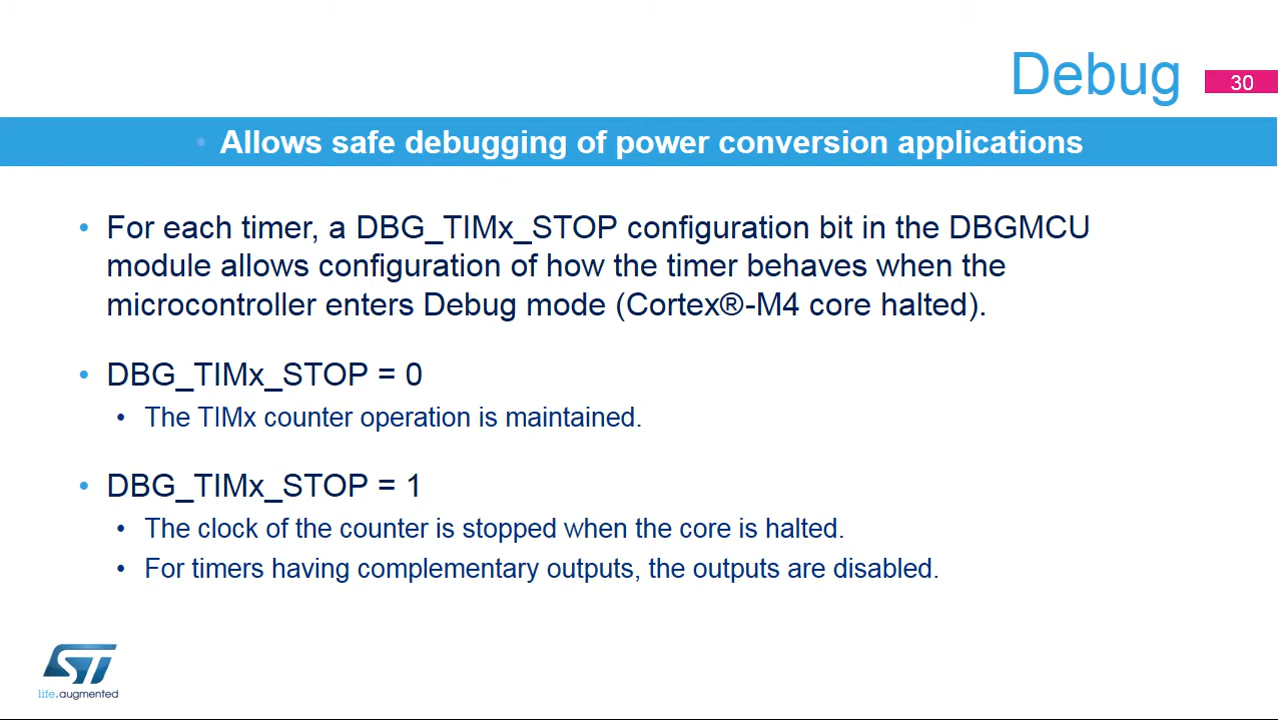 Debug
30
• Allows safe debugging of power conversion applications
• For each timer, a DBG_TIMx_STOP configuration bit in the DBGMCU
module allows configuration of how the timer behaves when the
microcontroller enters Debug mode (Cortex®-M4 core halted).
• DBG_TIMx_STOP = 0
• The TIMx counter operation is maintained.
• DBG_TIMx_STOP = 1
• The clock of the counter is stopped when the core is halted.
• For timers having complementary outputs, the outputs are disabled.
ST
life.augmented